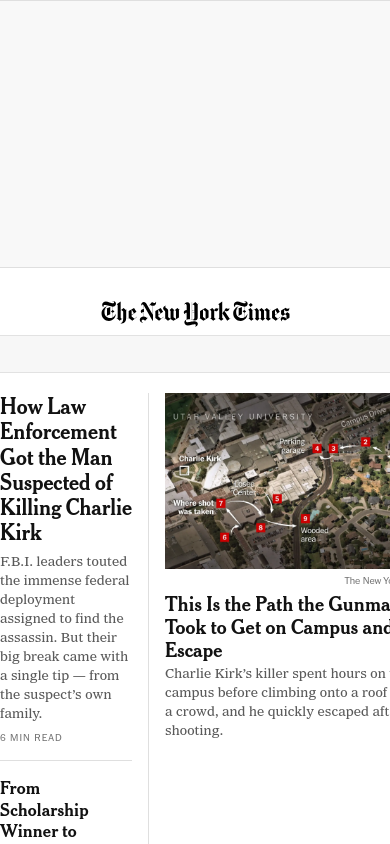 The New York Times
How Law
Enforcement
Got the Man
Suspected of
Killing Charlie
Kirk
F.B.I. leaders touted
the immense federal
deployment
assigned to find the
assassin. But their
big break came with
a single tip — from
the suspect's own
family.
6 MIN READ
From
Scholarship
Winner to
UTAH VALLEY UNIVERSITY
Campus Drive
Parking
garage
4
3
2
Charlie Kirk
Losee
Center
5
Where shot
was taken
7
8
6
9
Wooded
area
The New Yo
This Is the Path the Gunma
Took to Get on Campus and
Escape
Charlie Kirk's killer spent hours on
campus before climbing onto a roof
a crowd, and he quickly escaped aft
shooting.